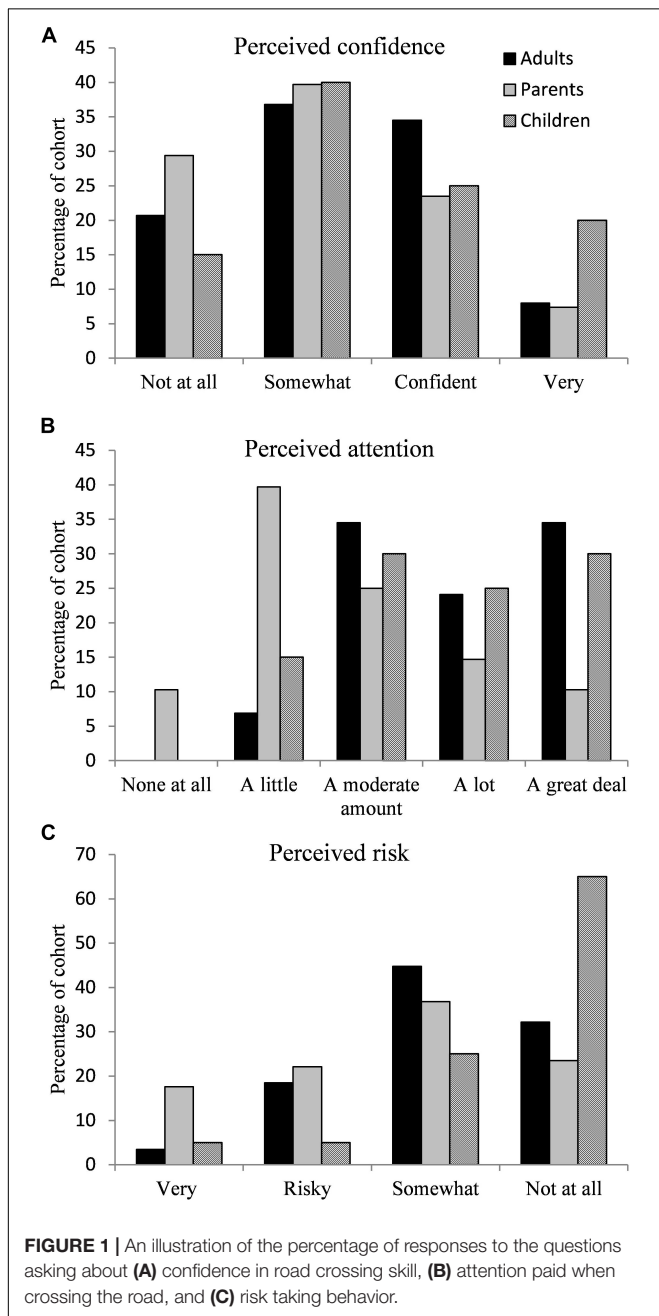 A
Perceived confidence
Adults
Parents
Children
Percentage of cohort
45
40
35
30
25
20
15
10
5
0
Not at all Somewhat Confident Very
B
Perceived attention
Percentage of cohort
45
40
35
30
25
20
15
10
5
0
None at all A little A moderate A lot A great deal
amount
C
Perceived risk
Percentage of cohort
70
60
50
40
30
20
10
0
Very Risky Somewhat Not at all
FIGURE 1 | An illustration of the percentage of responses to the questions
asking about (A) confidence in road crossing skill, (B) attention paid when
crossing the road, and (C) risk taking behavior.